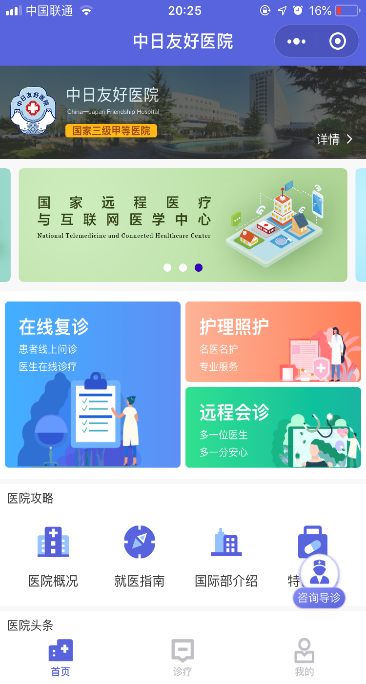 中国联通
20:25
16%
中日友好医院
中日友好医院
China—Japan Friendship Hospital
国家三级甲等医院
详情
国家远程医疗
与互联网医学中心
National Telemedicine and Connected Healthcare Center
在线复诊
患者线上问诊
医生在线诊疗
护理照护
名医名护
专业服务
远程会诊
多一位医生
多一分安心
医院攻略
医院概况
就医指南
国际部介绍
特
咨询导诊
医院头条
首页
诊疗
我的